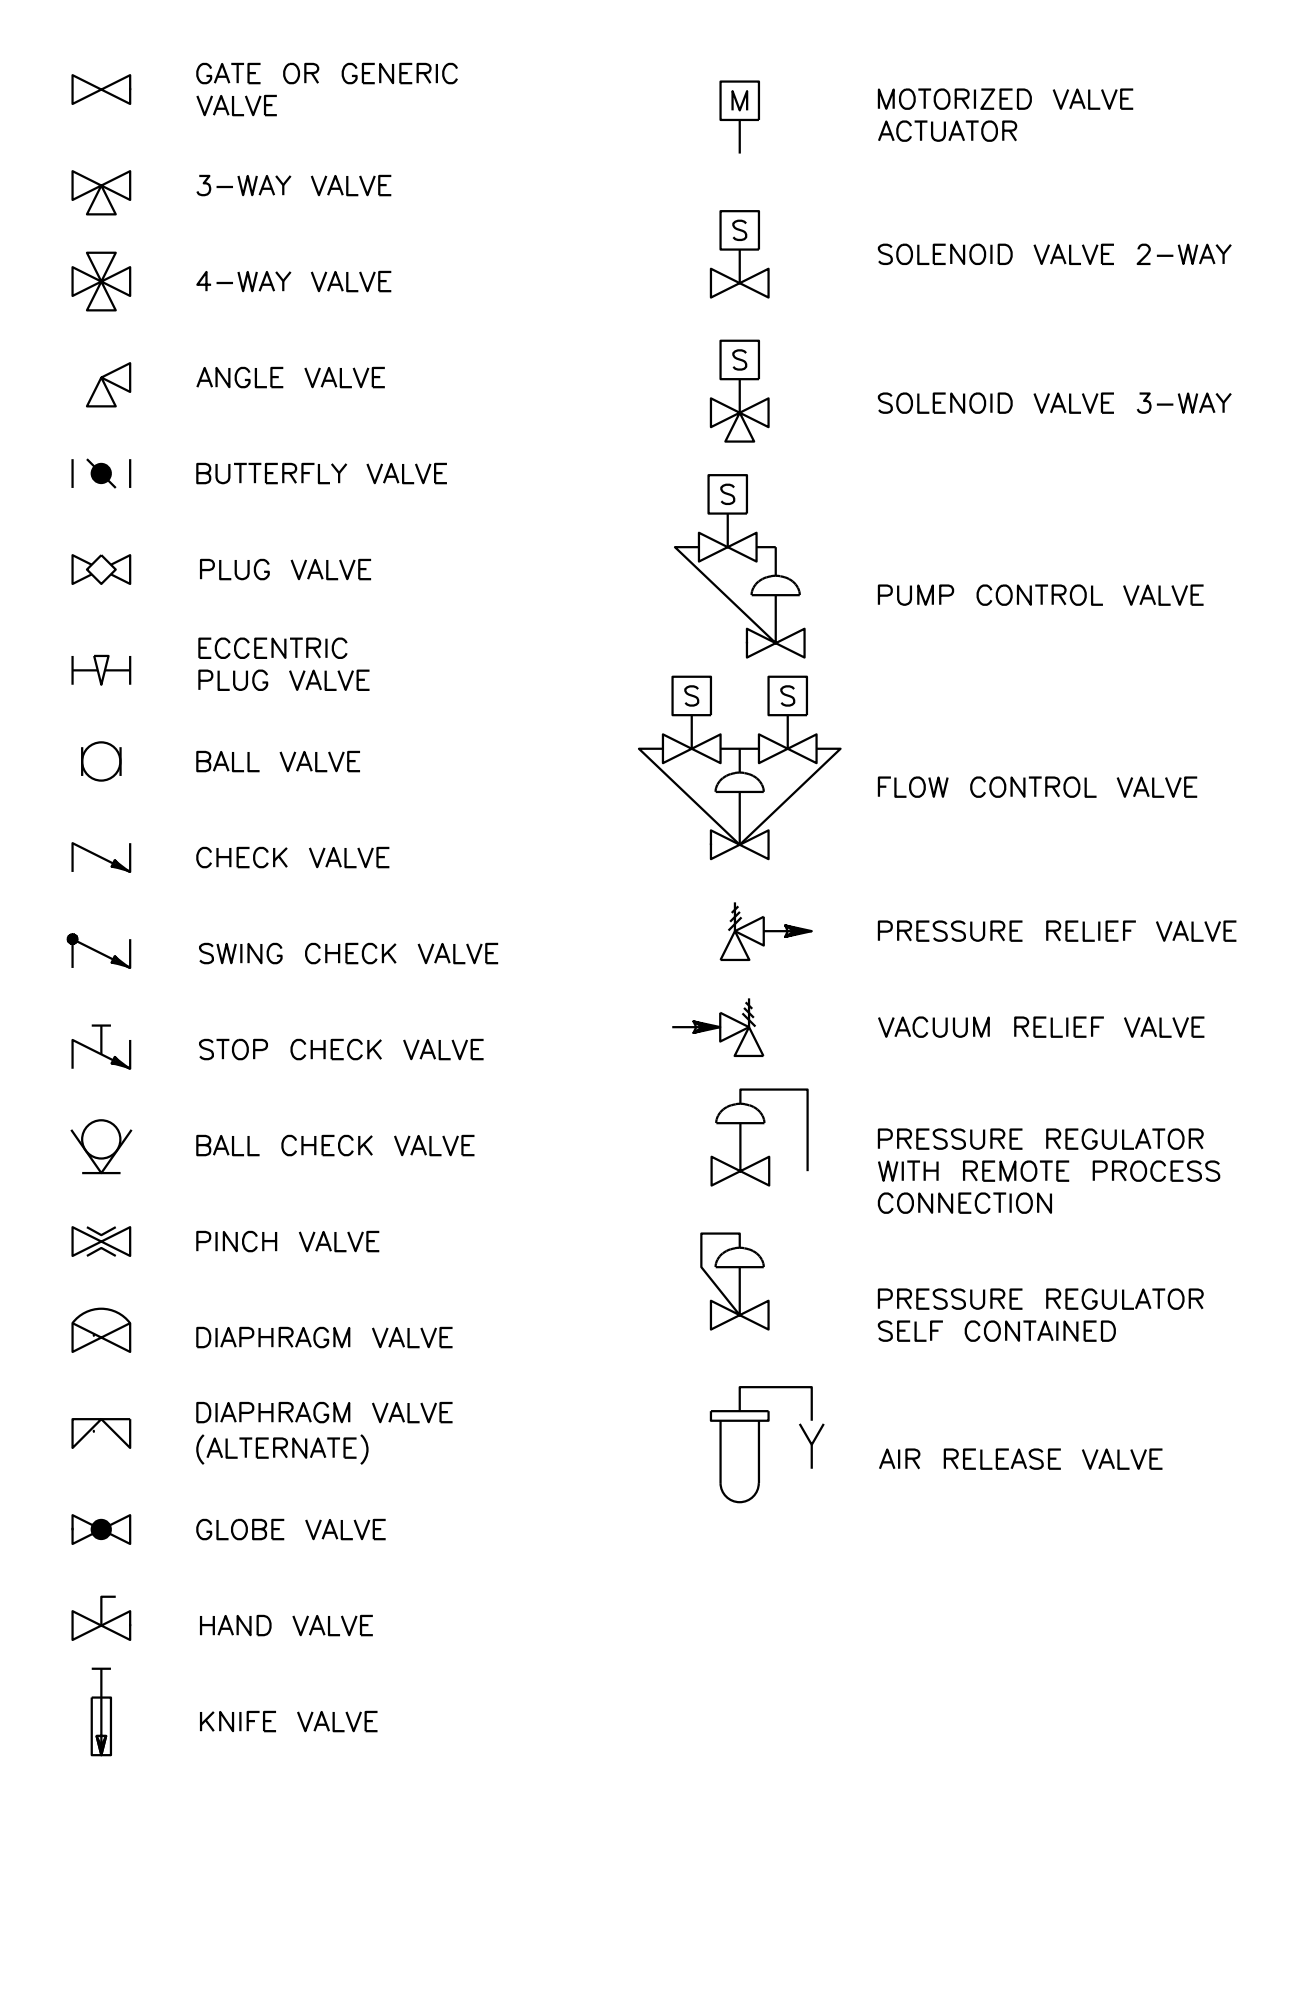 GATE OR GENERIC
VALVE
3-WAY VALVE
4-WAY VALVE
ANGLE VALVE
BUTTERFLY VALVE
PLUG VALVE
ECCENTRIC
PLUG VALVE
BALL VALVE
CHECK VALVE
SWING CHECK VALVE
STOP CHECK VALVE
BALL CHECK VALVE
PINCH VALVE
DIAPHRAGM VALVE
DIAPHRAGM VALVE
(ALTERNATE)
GLOBE VALVE
HAND VALVE
KNIFE VALVE
M
MOTORIZED VALVE
ACTUATOR
S
SOLENOID VALVE 2-WAY
S
SOLENOID VALVE 3-WAY
S
PUMP CONTROL VALVE
S S
FLOW CONTROL VALVE
PRESSURE RELIEF VALVE
VACUUM RELIEF VALVE
PRESSURE REGULATOR
WITH REMOTE PROCESS
CONNECTION
PRESSURE REGULATOR
SELF CONTAINED
AIR RELEASE VALVE